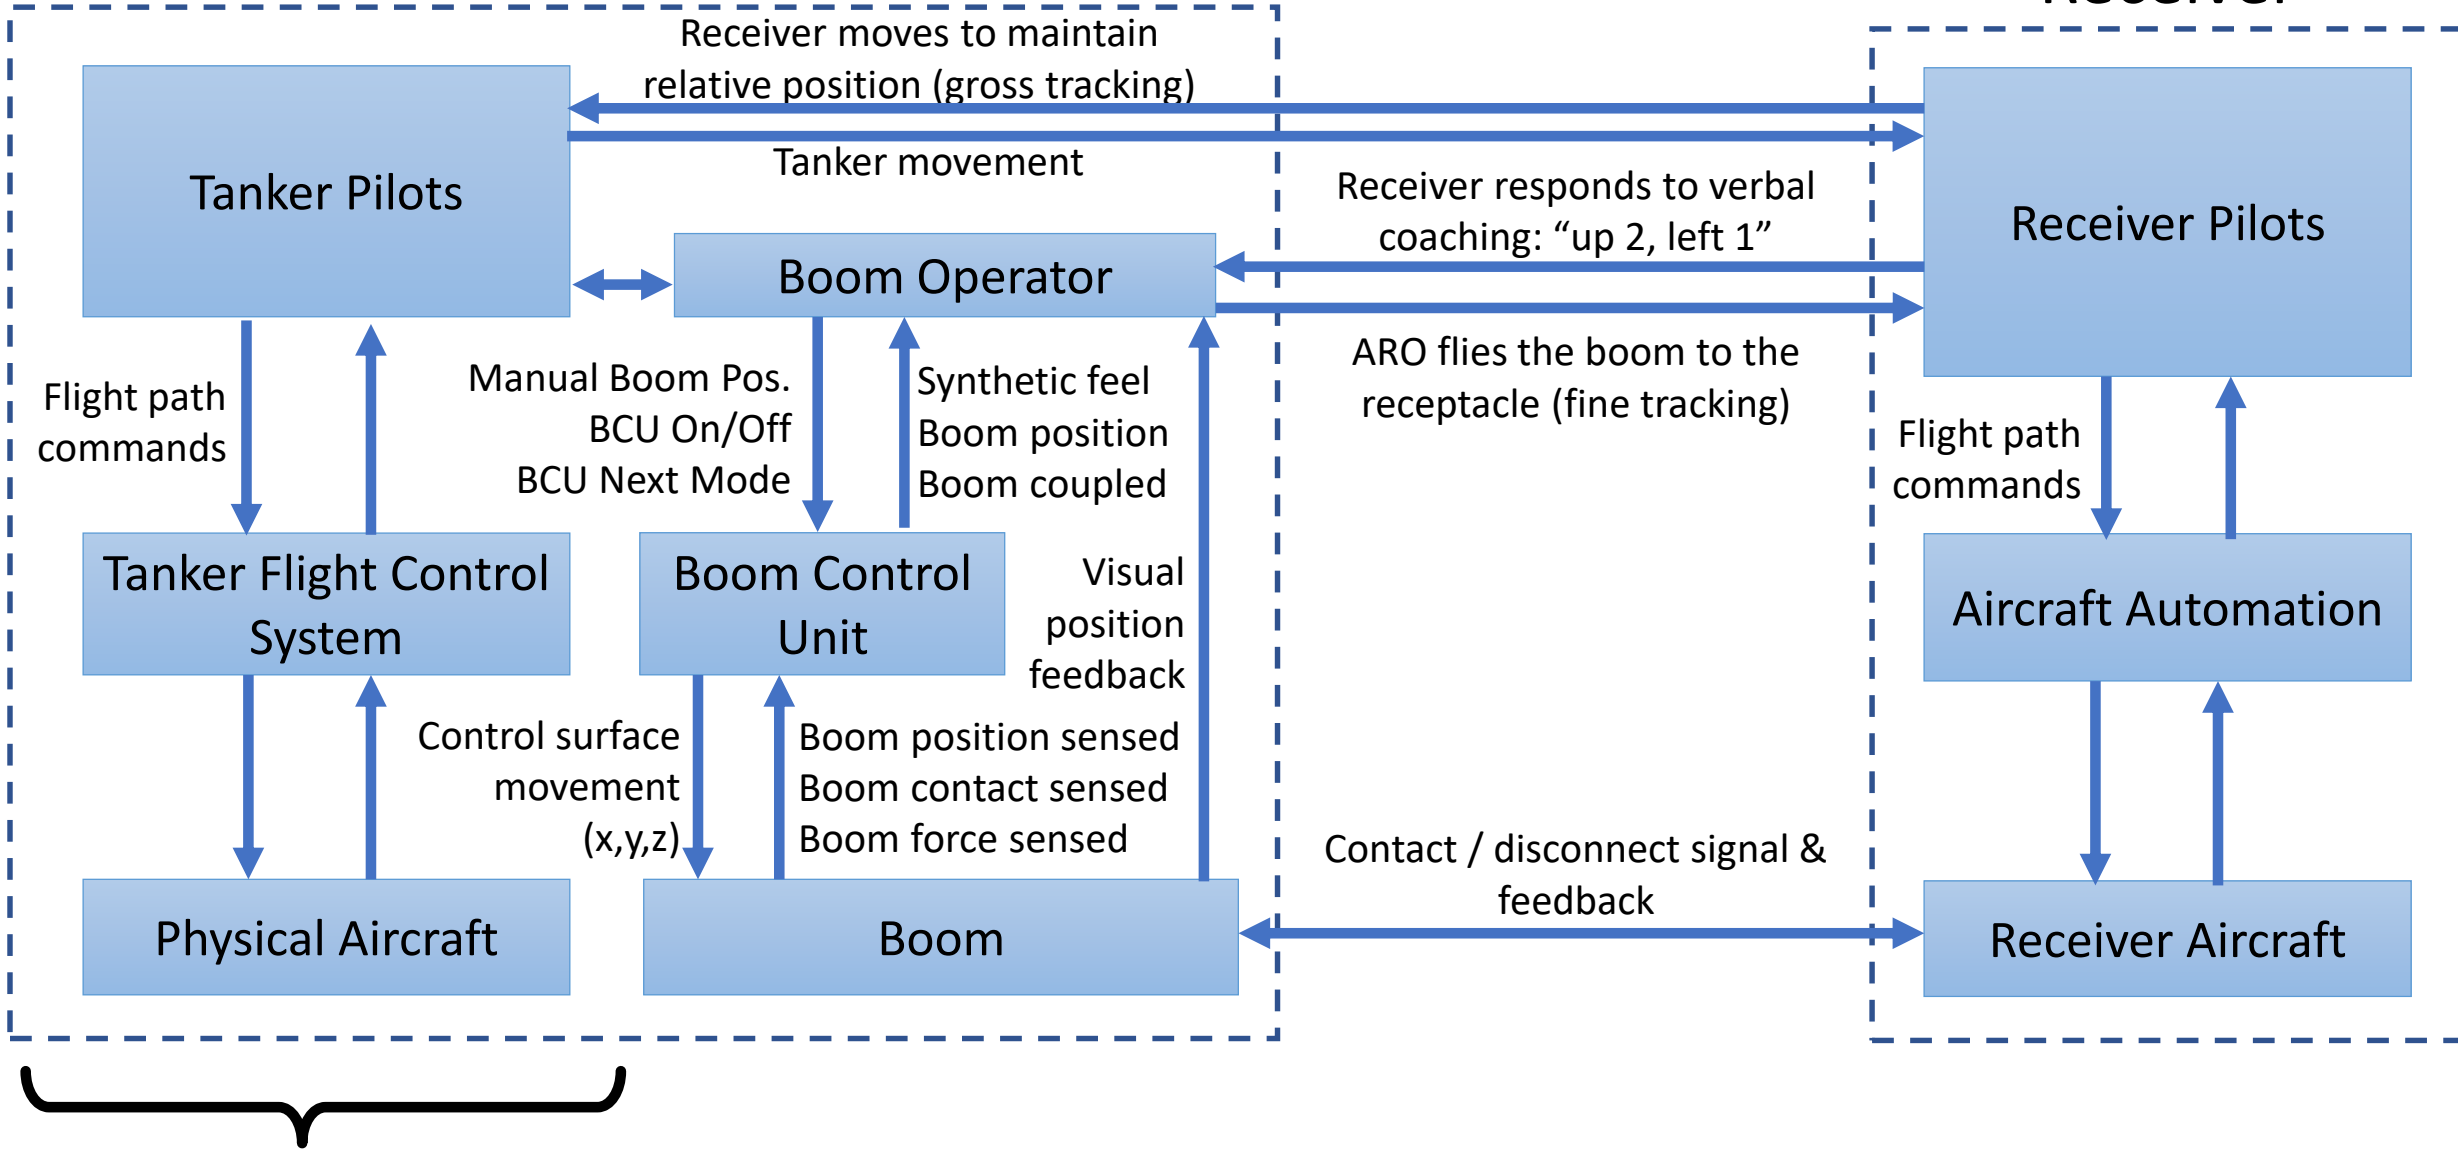 Receiver
Receiver moves to maintain
relative position (gross tracking)
Tanker movement
Tanker Pilots
Receiver responds to verbal
coaching: “up 2, left 1”
Receiver Pilots
Boom Operator
ARO flies the boom to the
receptacle (fine tracking)
Flight path
commands
Manual Boom Pos.
BCU On/Off
BCU Next Mode
Synthetic feel
Boom position
Boom coupled
Flight path
commands
Tanker Flight Control
System
Boom Control
Unit
Visual
position
feedback
Aircraft Automation
Control surface
movement
(x,y,z)
Boom position sensed
Boom contact sensed
Boom force sensed
Contact / disconnect signal &
feedback
Physical Aircraft
Boom
Receiver Aircraft